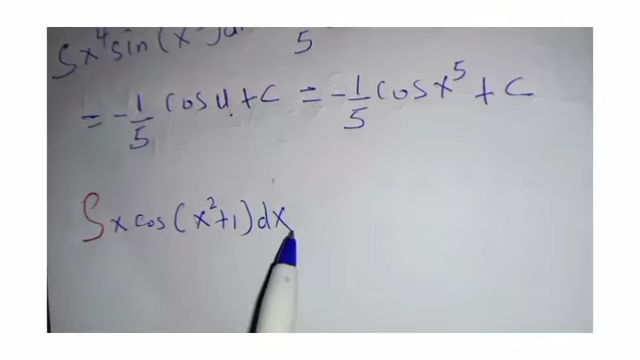 ∫x⁴sin(x 5
= -1/5 cos u + c = -1/5 cos x⁵ + c
∫x cos(x²+1)dx